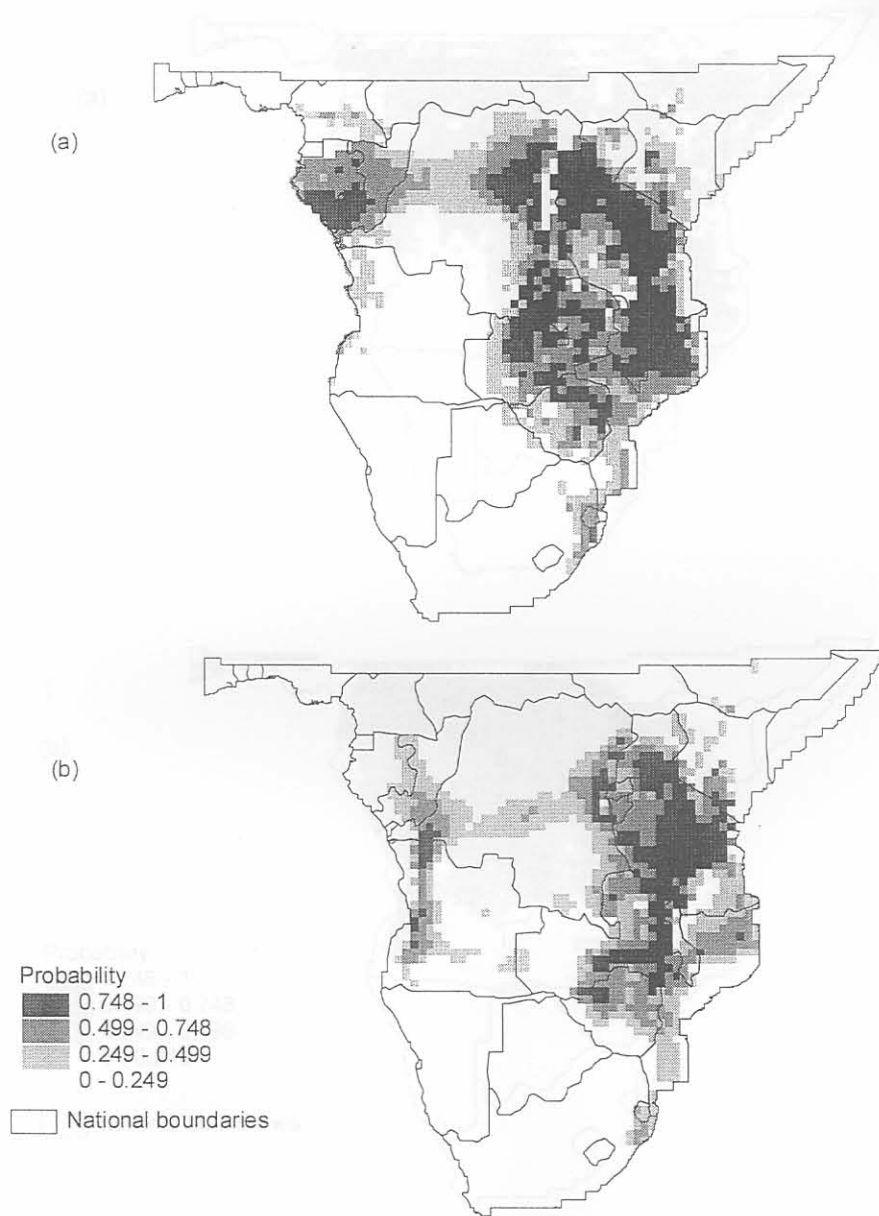 (a)
(b)
Probability
0.748 - 1
0.499 - 0.748
0.249 - 0.499
0 - 0.249
National boundaries